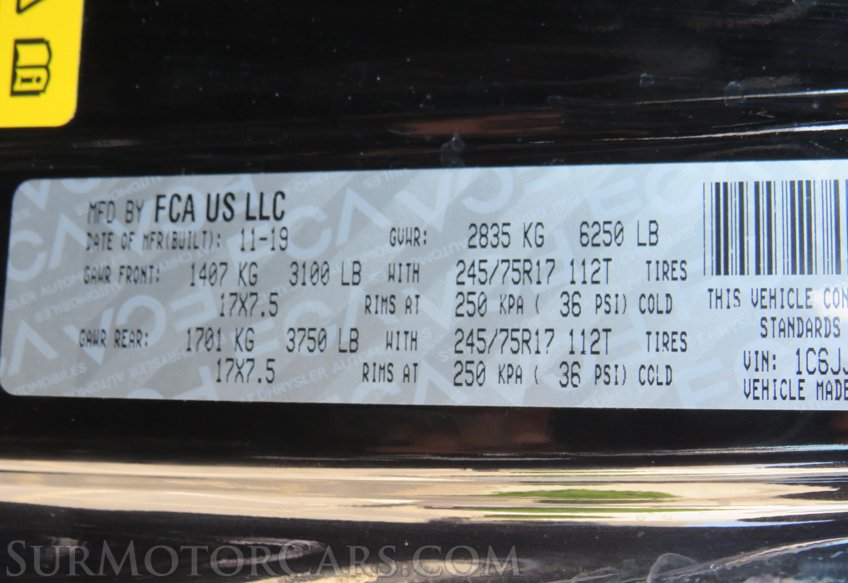 MFD BY FCA US LLC
DATE OF MFR(BUILT): 11-19 GVWR: 2835 KG 6250 LB
GAWR FRONT: 1407 KG 3100 LB WITH 245/75R17 112T TIRES
17X7.5 RIMS AT 250 KPA ( 36 PSI) COLD
GAWR REAR: 1701 KG 3750 LB WITH 245/75R17 112T TIRES
17X7.5 RIMS AT 250 KPA ( 36 PSI) COLD
THIS VEHICLE CON
STANDARDS
VIN: 1C6JJ
VEHICLE MADE
SURMOTORCARS.COM